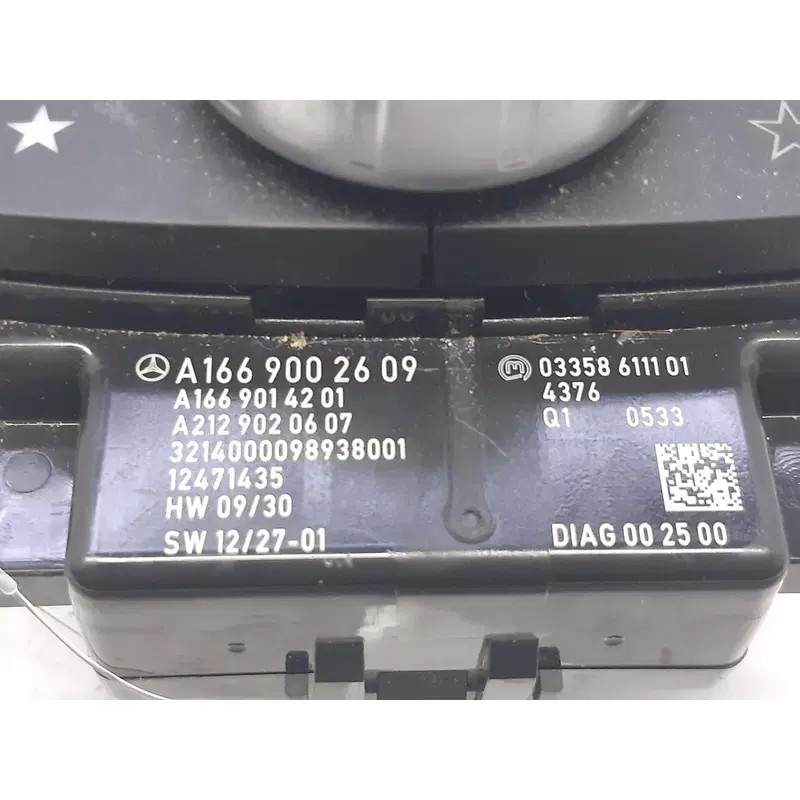 A166 900 26 09
A166 901 42 01
A212 902 06 07
3214000098938001
12471435
HW 09/30
SW 12/27-01
03358 6111 01
4376
Q1 0533
DIAG 00 25 00